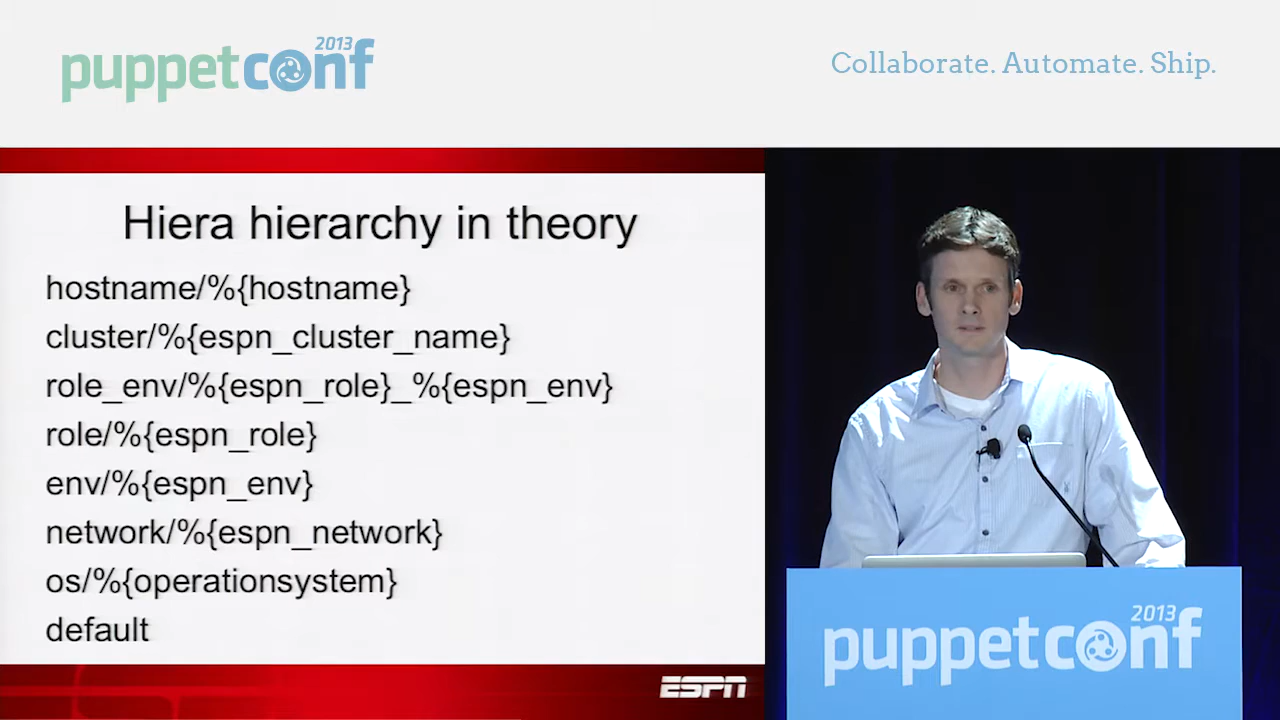 puppetconf 2013
Collaborate. Automate. Ship.
Hiera hierarchy in theory
hostname/%{hostname}
cluster/%{espn_cluster_name}
role_env/%{espn_role}_%{espn_env}
role/%{espn_role}
env/%{espn_env}
network/%{espn_network}
os/%{operationsystem}
default
ESPN
puppetconf 2013